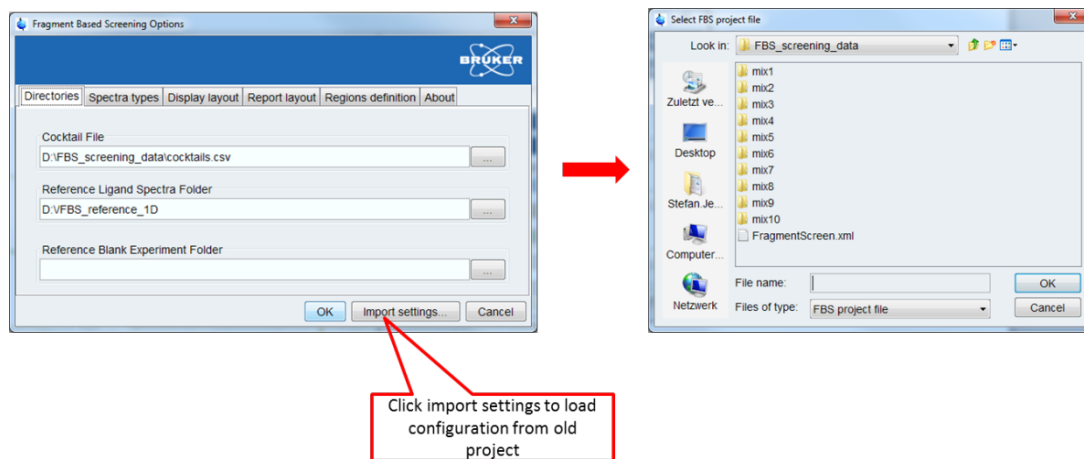 Fragment Based Screening Options
BRUKER
Directories Spectra types Display layout Report layout Regions definition About
Cocktail File
D:\FBS_screening_data\cocktails.csv
...
Reference Ligand Spectra Folder
D:\/FBS_reference_1D
...
Reference Blank Experiment Folder
...
OK Import settings... Cancel
Click import settings to load
configuration from old
project
Select FBS project file
Look in: FBS_screening_data
Zuletzt ve...
Desktop
Stefan.Je...
Computer...
Netzwerk
mix1
mix2
mix3
mix4
mix5
mix6
mix7
mix8
mix9
mix10
FragmentScreen.xml
File name: OK
Files of type: FBS project file Cancel